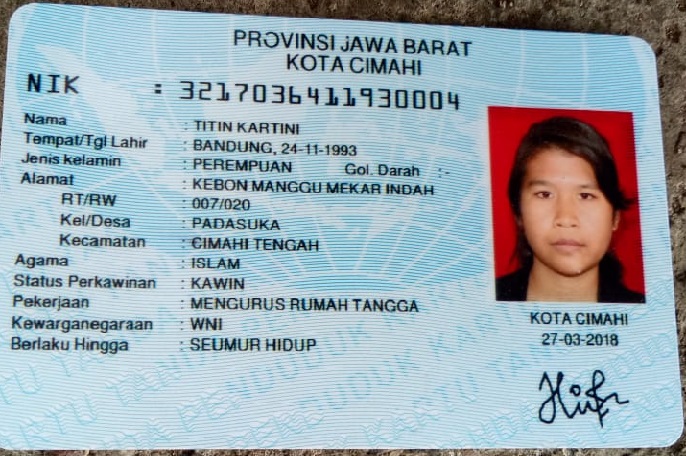 PROVINSI JAWA BARAT
KOTA CIMAHI
NIK : 3217036411930004
Nama : TITIN KARTINI
Tempat/Tgl Lahir : BANDUNG, 24-11-1993
Jenis kelamin : PEREMPUAN Gol. Darah :-
Alamat : KEBON MANGGU MEKAR INDAH
RT/RW : 007/020
Kel/Desa : PADASUKA
Kecamatan : CIMAHI TENGAH
Agama : ISLAM
Status Perkawinan : KAWIN
Pekerjaan : MENGURUS RUMAH TANGGA
Kewarganegaraan : WNI
Berlaku Hingga : SEUMUR HIDUP
KOTA CIMAHI
27-03-2018